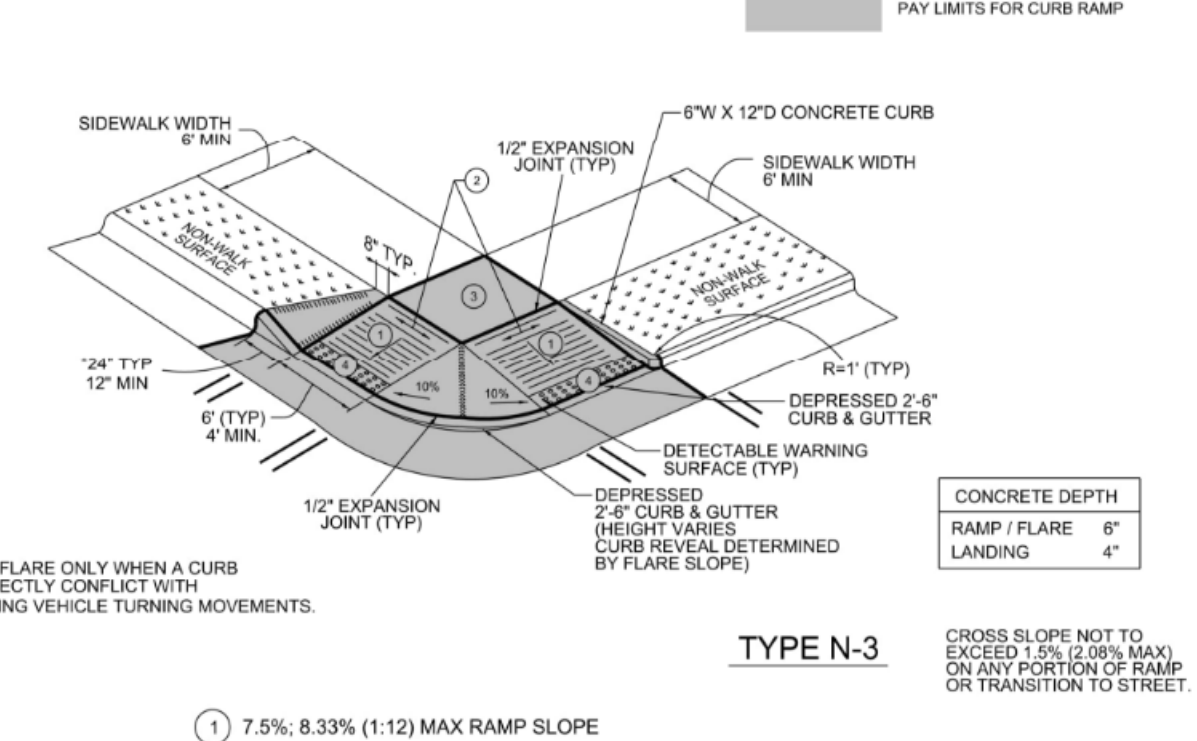 PAY LIMITS FOR CURB RAMP
SIDEWALK WIDTH
6' MIN
6"W X 12"D CONCRETE CURB
1/2" EXPANSION
JOINT (TYP)
SIDEWALK WIDTH
6' MIN
2
NON-WALK
SURFACE
8" TYP.
3
NON-WALK
SURFACE
1
1
4
4
10%
10%
"24" TYP
12" MIN
R=1' (TYP)
6' (TYP)
4' MIN.
DEPRESSED 2'-6"
CURB & GUTTER
DETECTABLE WARNING
SURFACE (TYP)
1/2" EXPANSION
JOINT (TYP)
DEPRESSED
2'-6" CURB & GUTTER
(HEIGHT VARIES
CURB REVEAL DETERMINED
BY FLARE SLOPE)
CONCRETE DEPTH
RAMP / FLARE 6"
LANDING 4"
FLARE ONLY WHEN A CURB
ECTLY CONFLICT WITH
NG VEHICLE TURNING MOVEMENTS.
TYPE N-3
CROSS SLOPE NOT TO
EXCEED 1.5% (2.08% MAX)
ON ANY PORTION OF RAMP
OR TRANSITION TO STREET.
1 7.5%; 8.33% (1:12) MAX RAMP SLOPE